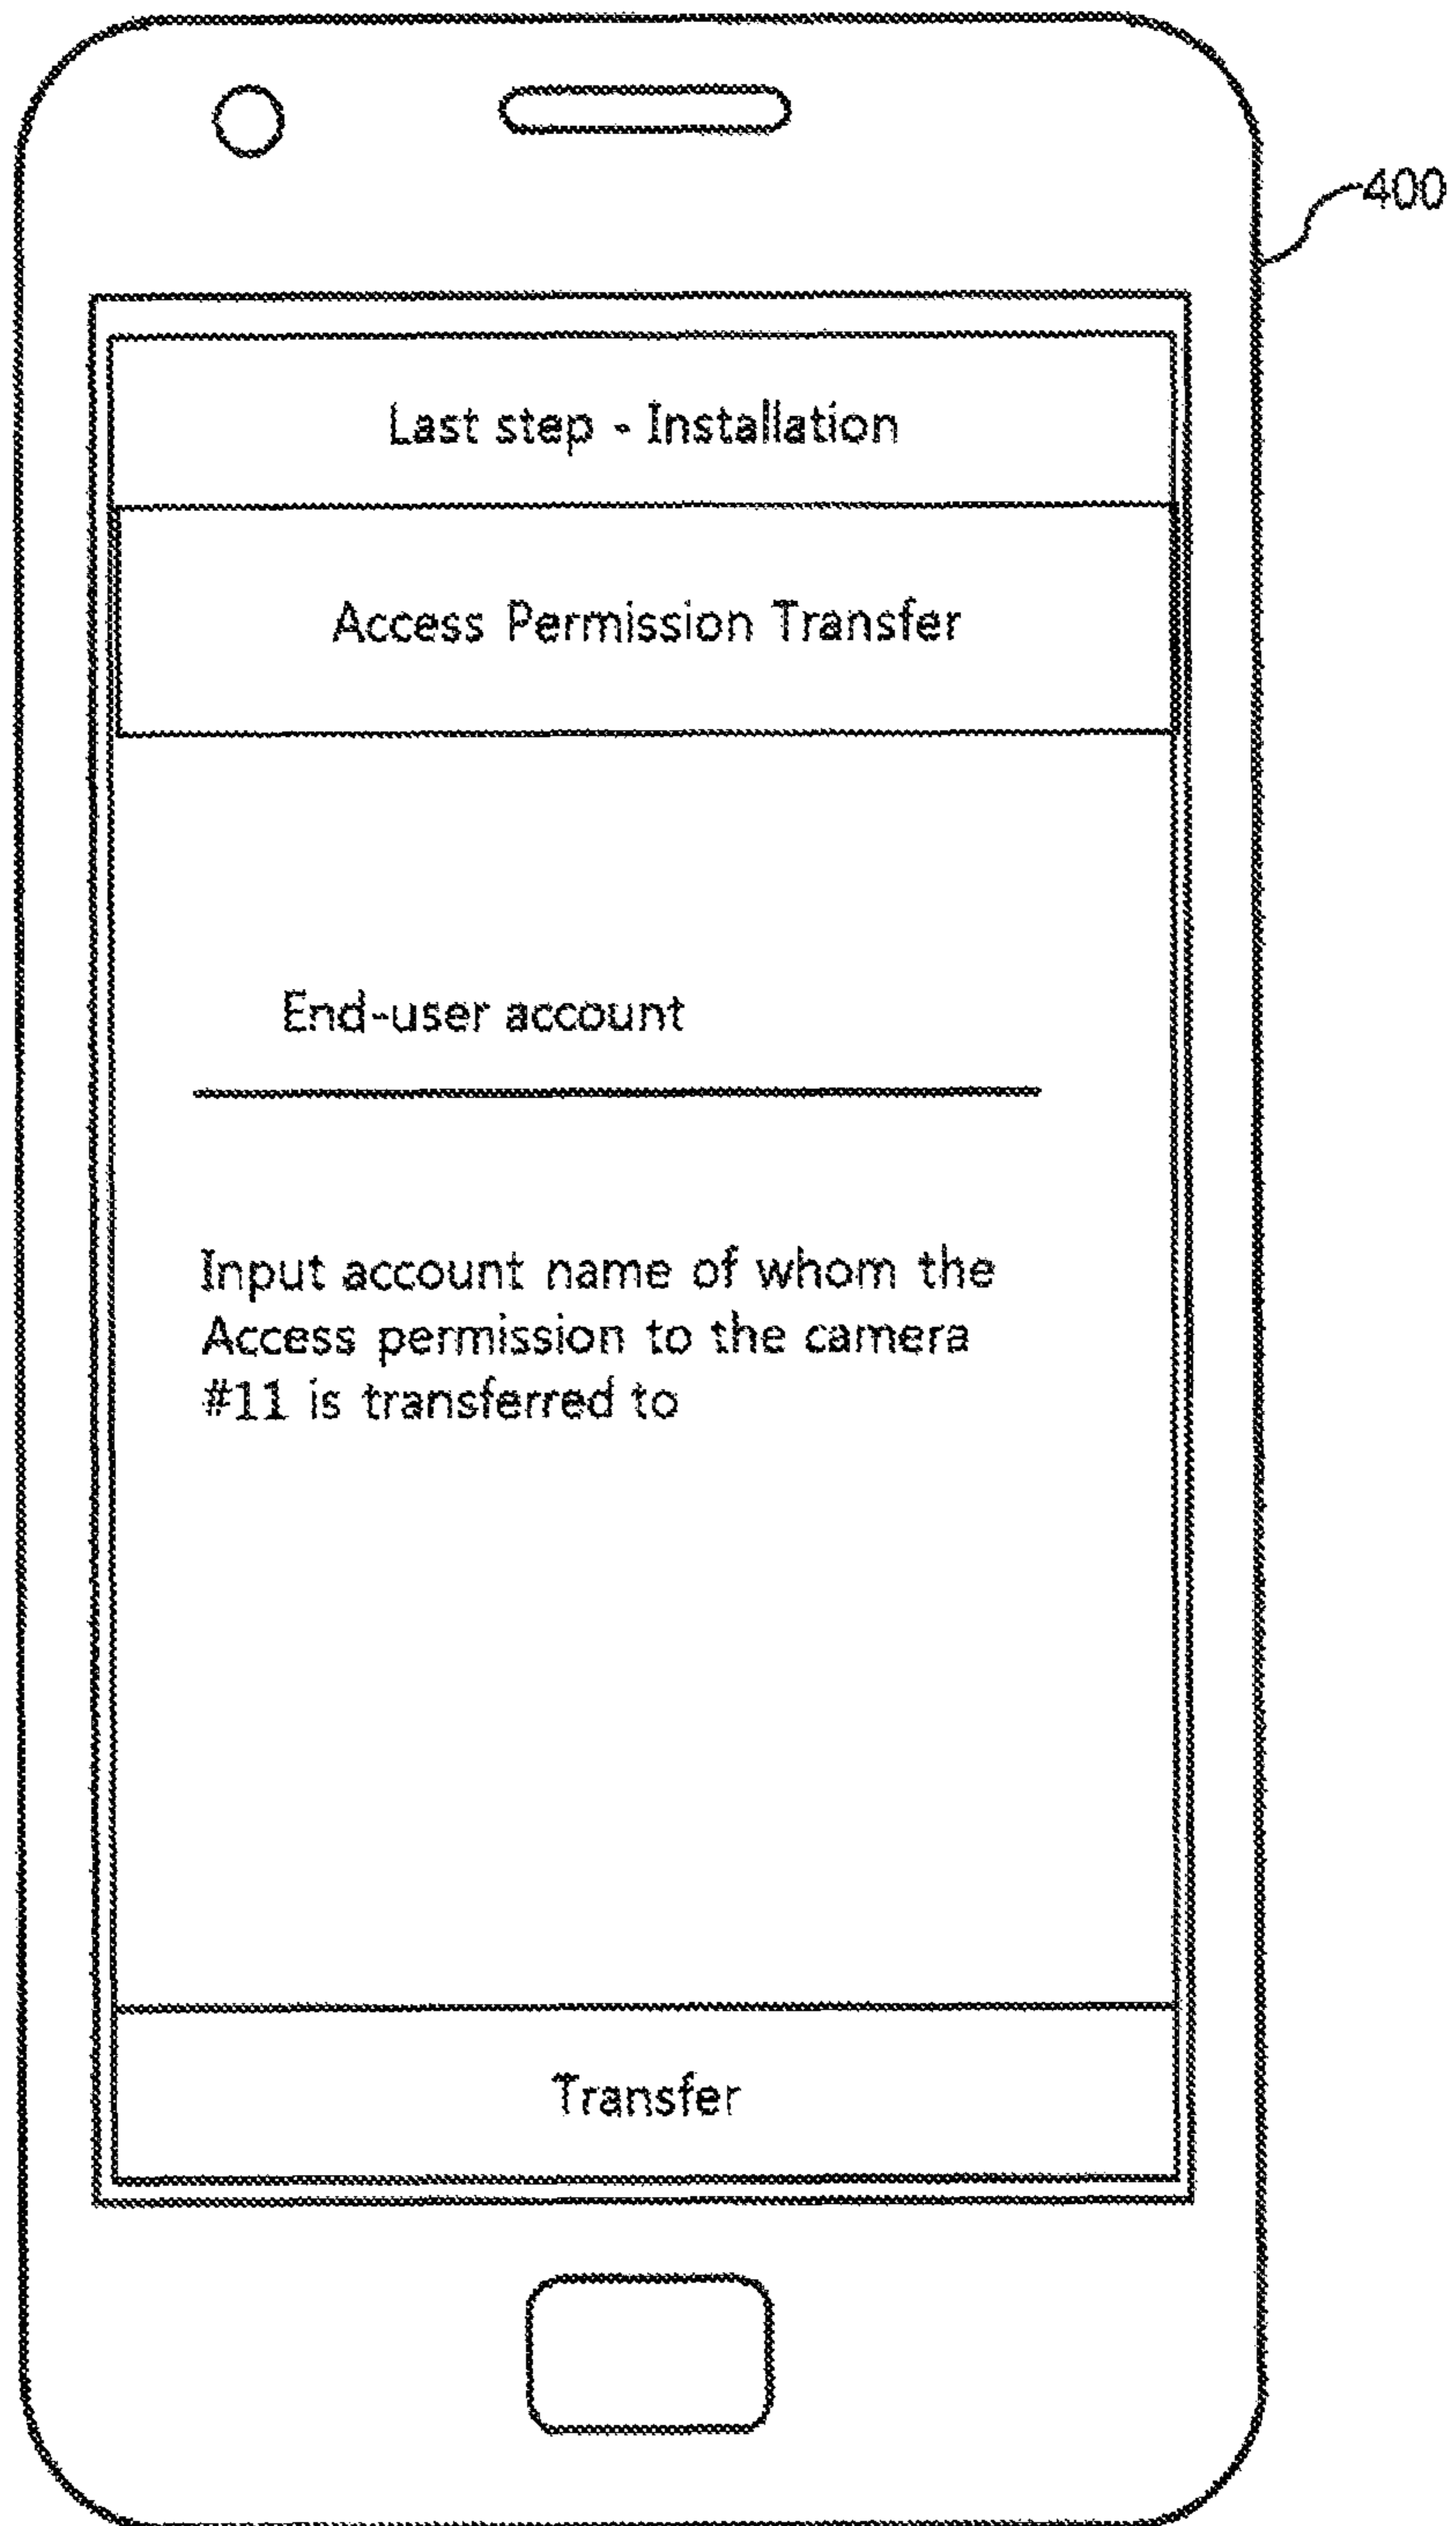 400
Last step - Installation
Access Permission Transfer
End-user account
Input account name of whom the
Access permission to the camera
#11 is transferred to
Transfer